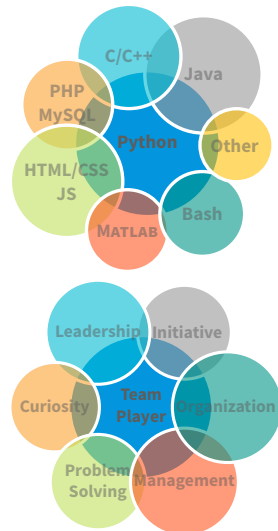 C/C++
Java
PHP
MySQL
Python
Other
HTML/CSS
JS
Bash
MATLAB
Leadership
Initiative
Team
Player
Curiosity
Organization
Problem
Solving
Management